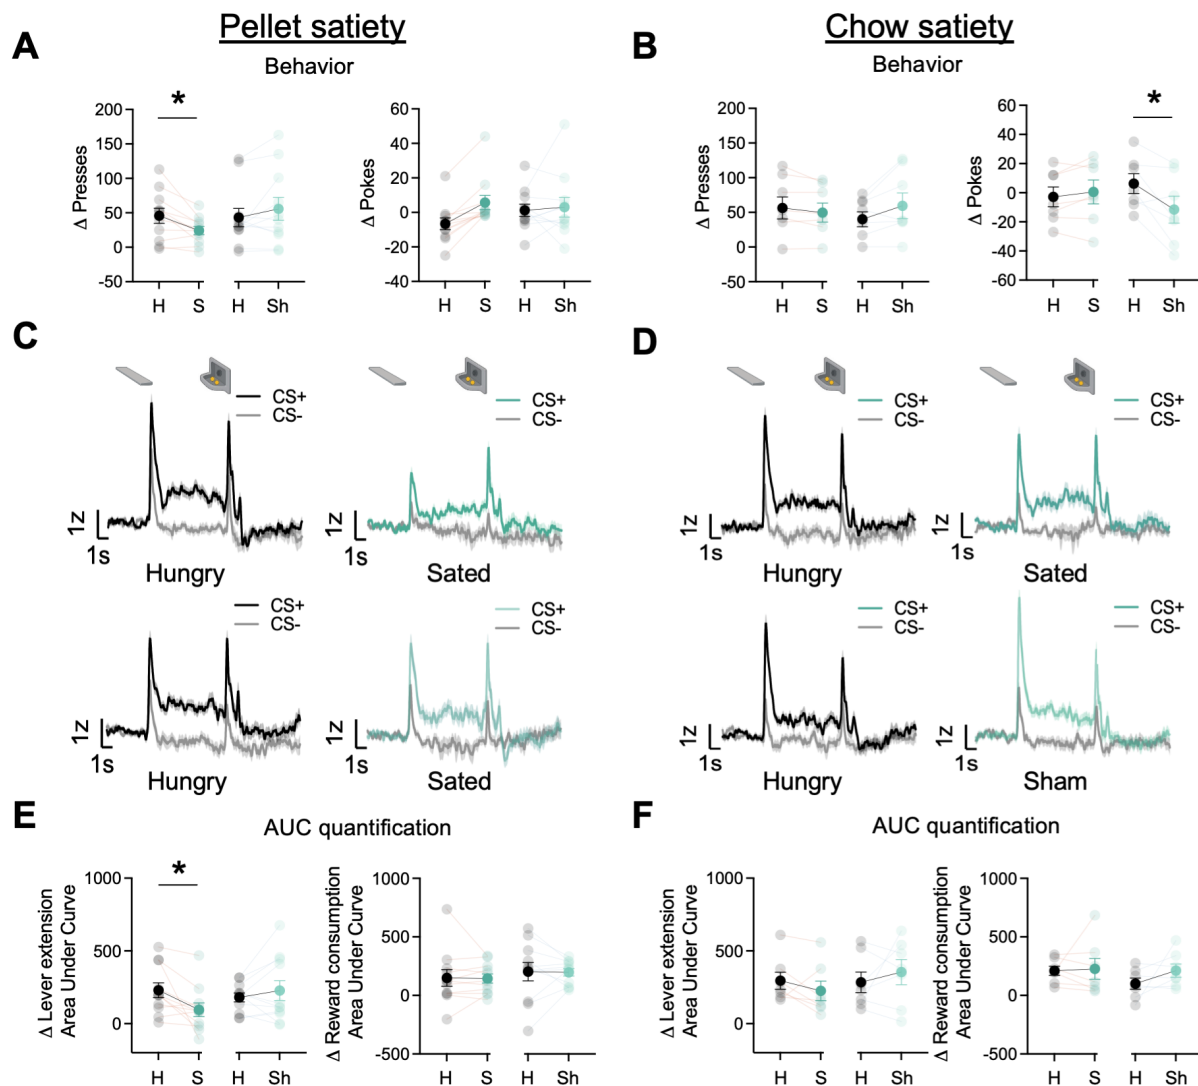 Pellet satiety
Chow satiety
A
B
Behavior
Behavior
*
*
Δ Presses
200
150
100
50
0
-50
H S H Sh
Δ Pokes
60
40
20
0
-20
-40
H S H Sh
Δ Presses
200
150
100
50
0
-50
H S H Sh
Δ Pokes
60
40
20
0
-20
-40
-60
H S H Sh
C
D
CS+
CS-
1z
1s
Hungry
CS+
CS-
1z
1s
Sated
CS+
CS-
1z
1s
Hungry
CS+
CS-
1z
1s
Sated
CS+
CS-
1z
1s
Hungry
CS+
CS-
1z
1s
Sated
CS+
CS-
1z
1s
Hungry
CS+
CS-
1z
1s
Sham
E
F
AUC quantification
AUC quantification
*
Δ Lever extension
Area Under Curve
1000
500
0
H S H Sh
Δ Reward consumption
Area Under Curve
1000
500
0
-500
H S H Sh
Δ Lever extension
Area Under Curve
1000
500
0
H S H Sh
Δ Reward consumption
Area Under Curve
1000
500
0
-500
H S H Sh